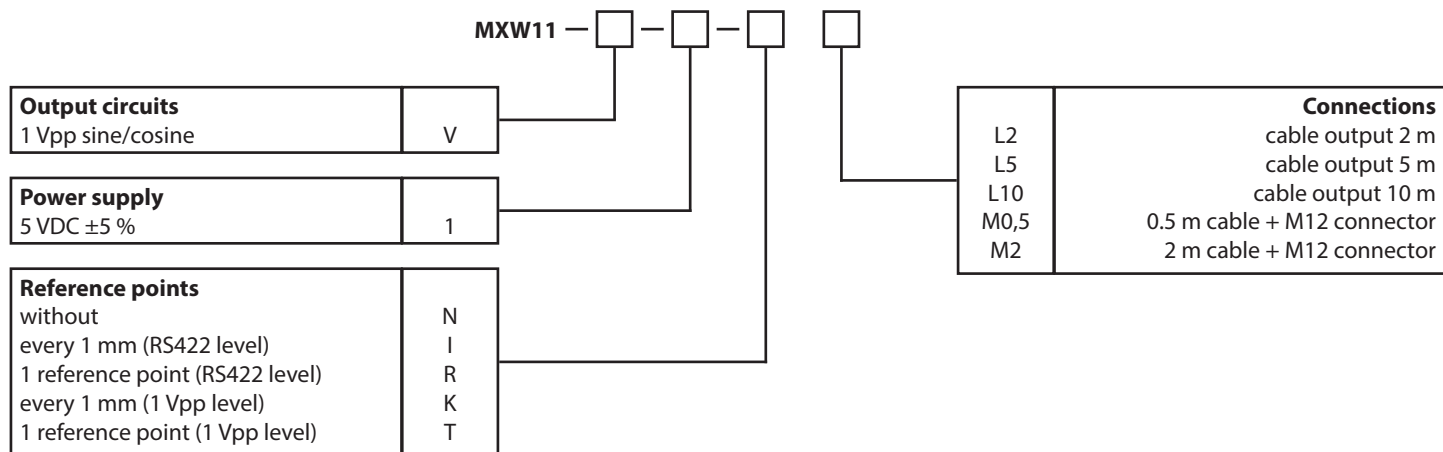 MXW11 — □ — □ — □ □
Output circuits
1 Vpp sine/cosine V
Power supply
5 VDC ±5 % 1
Reference points
without N
every 1 mm (RS422 level) I
1 reference point (RS422 level) R
every 1 mm (1 Vpp level) K
1 reference point (1 Vpp level) T
Connections
L2 cable output 2 m
L5 cable output 5 m
L10 cable output 10 m
M0,5 0.5 m cable + M12 connector
M2 2 m cable + M12 connector